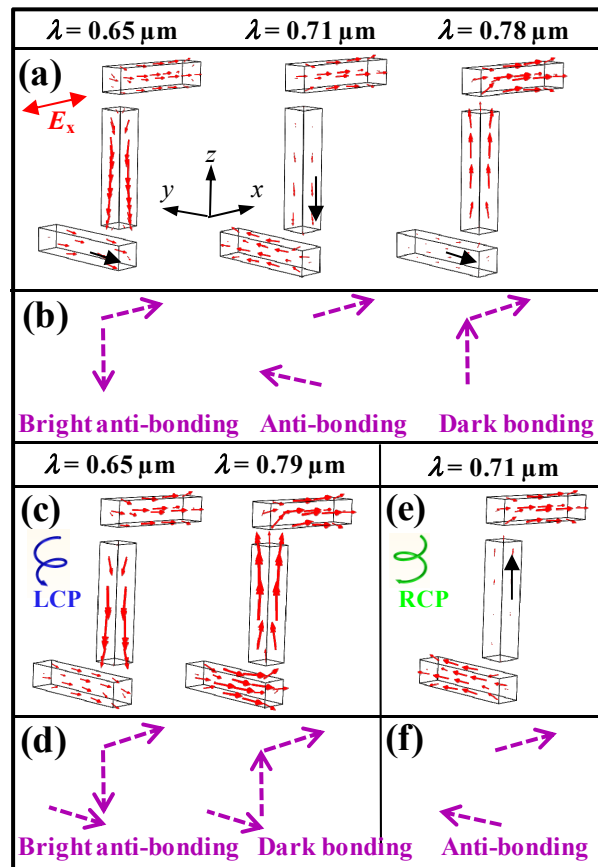 λ = 0.65 μm λ = 0.71 μm λ = 0.78 μm
(a)
Ex
z
y x
(b)
Bright anti-bonding Anti-bonding Dark bonding
λ = 0.65 μm λ = 0.79 μm λ = 0.71 μm
(c) (e)
LCP RCP
(d) (f)
Bright anti-bonding Dark bonding Anti-bonding